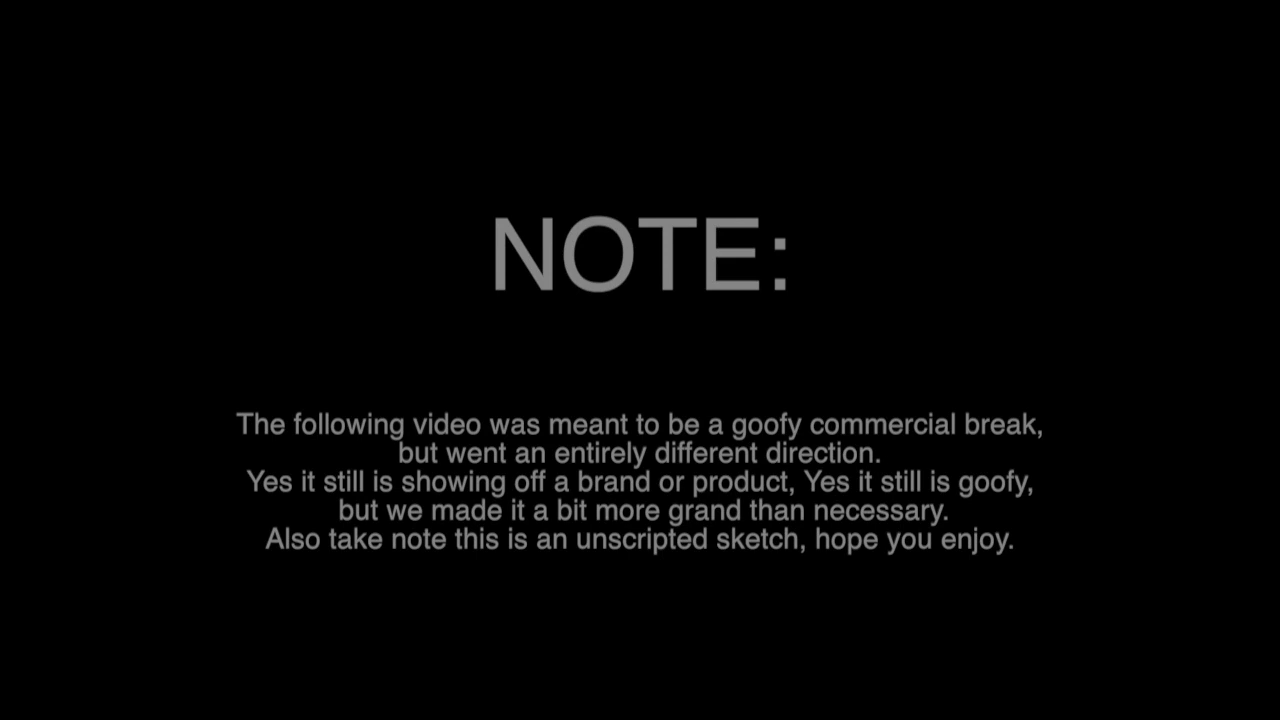 NOTE:
The following video was meant to be a goofy commercial break,
but went an entirely different direction.
Yes it still is showing off a brand or product, Yes it still is goofy,
but we made it a bit more grand than necessary.
Also take note this is an unscripted sketch, hope you enjoy.